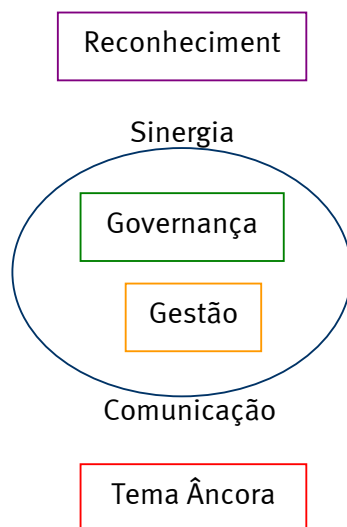 Reconheciment
Sinergia
Governança
Gestão
Comunicação
Tema Âncora